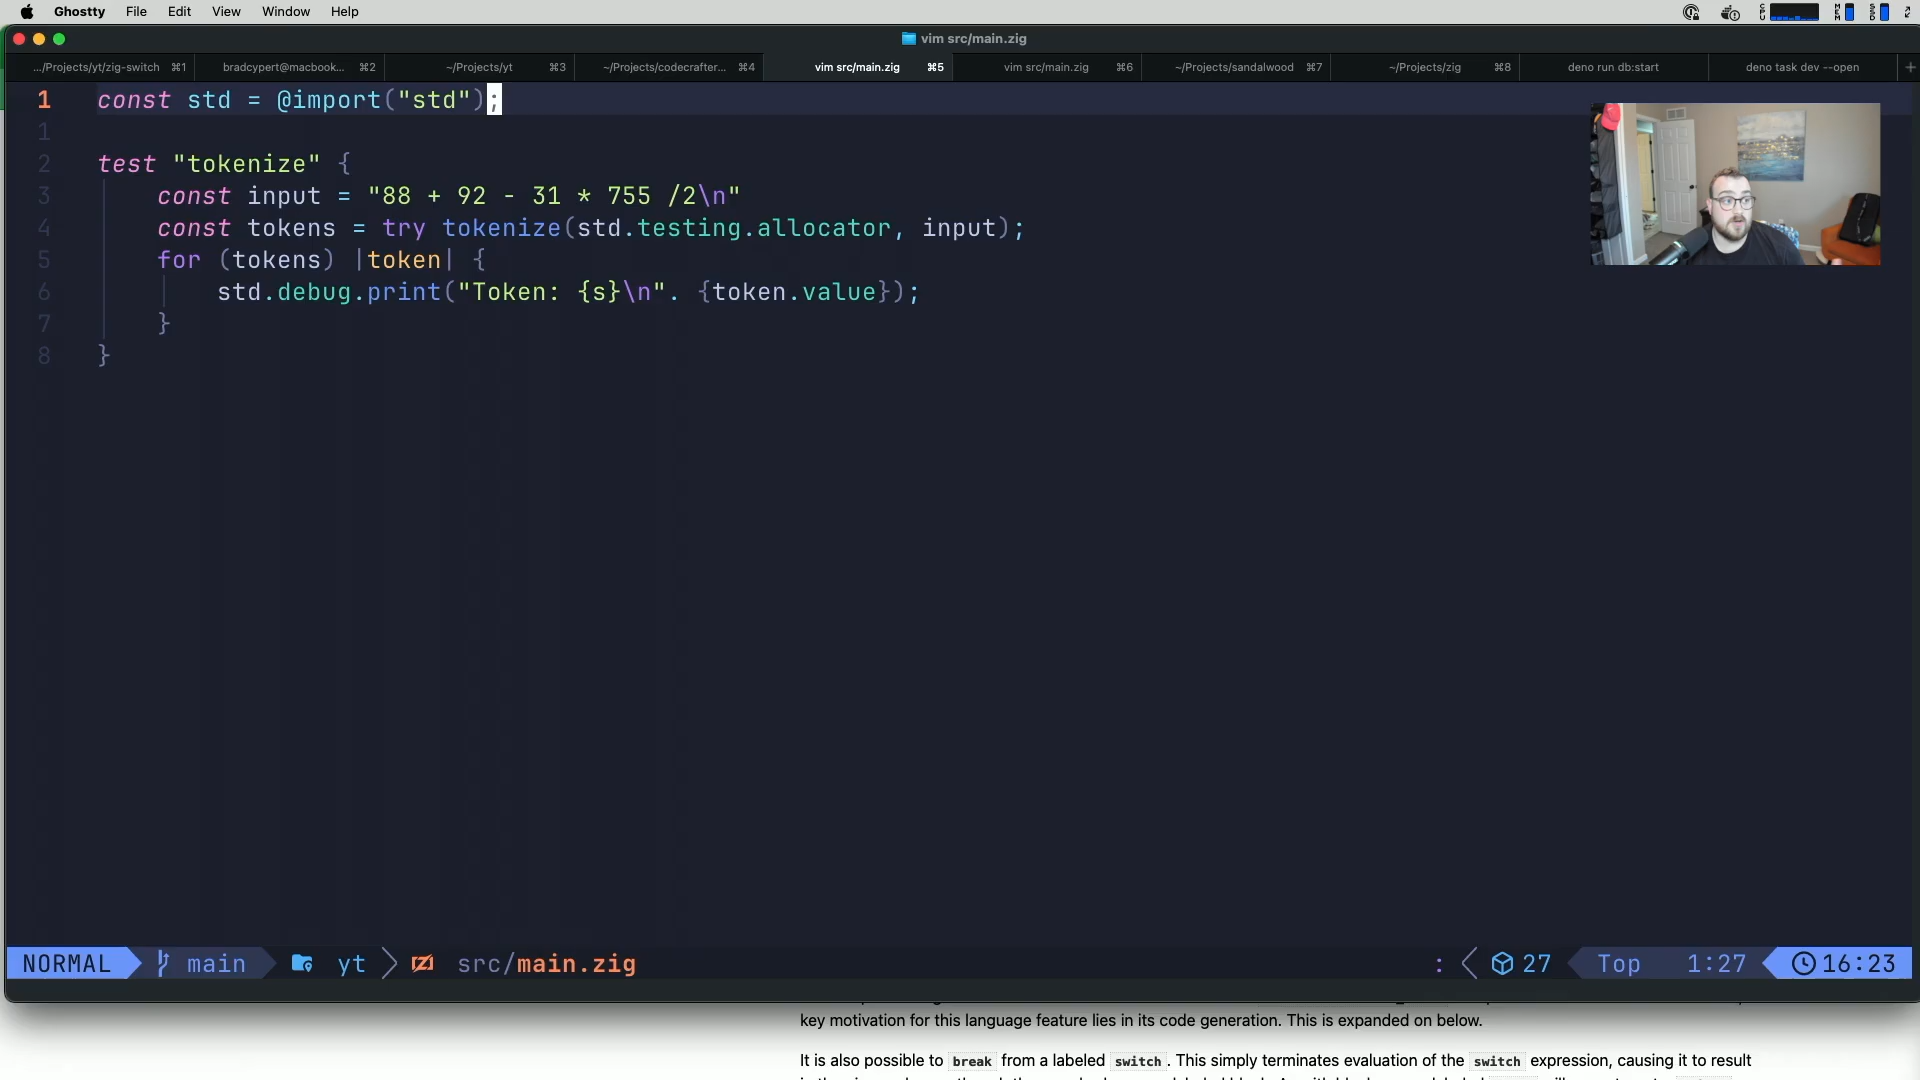 Ghostty File Edit View Window Help
vim src/main.zig
.../Projects/yt/zig-switch ⌘1 bradcypert@macbook... ⌘2 ~/Projects/yt ⌘3 ~/Projects/codecrafter... ⌘4 vim src/main.zig ⌘5 vim src/main.zig ⌘6 ~/Projects/sandalwood ⌘7 ~/Projects/zig ⌘8 deno run db:start deno task dev --open +
1 const std = @import("std");
1
2 test "tokenize" {
3 const input = "88 + 92 - 31 * 755 /2\n"
4 const tokens = try tokenize(std.testing.allocator, input);
5 for (tokens) |token| {
6 std.debug.print("Token: {s}\n". {token.value});
7 }
8 }
NORMAL main yt src/main.zig : 27 Top 1:27 16:23
key motivation for this language feature lies in its code generation. This is expanded on below.
It is also possible to break from a labeled switch. This simply terminates evaluation of the switch expression, causing it to result